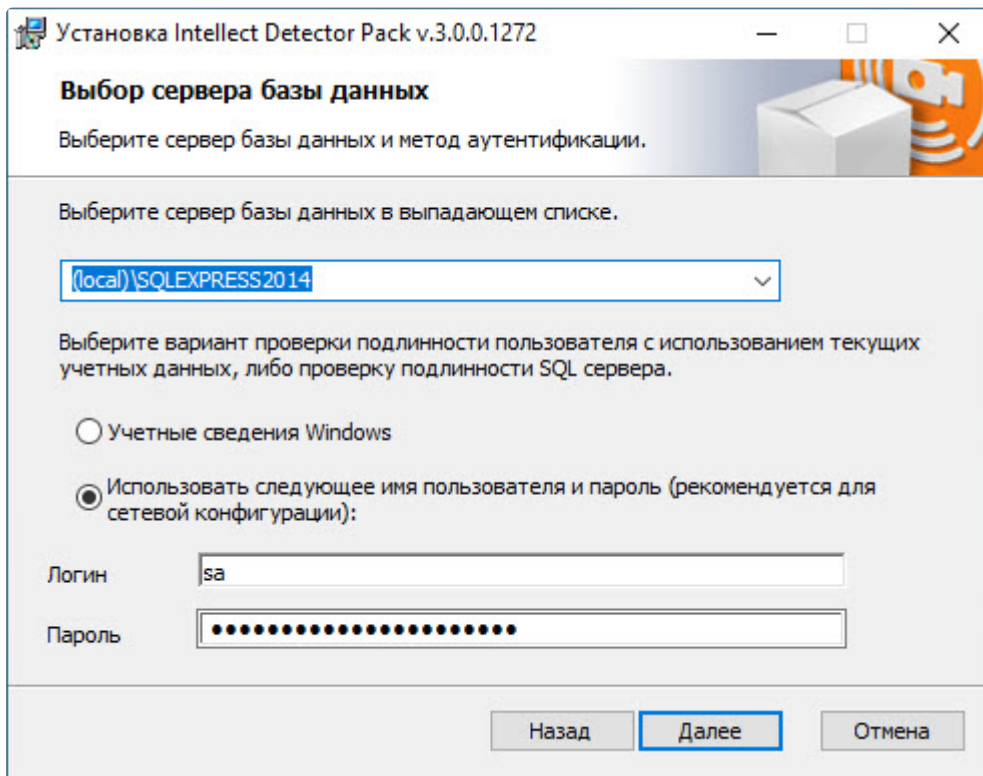 Установка Intellect Detector Pack v.3.0.0.1272
Выбор сервера базы данных
Выберите сервер базы данных и метод аутентификации.
Выберите сервер базы данных в выпадающем списке.
(local)\SQLEXPRESS2014
Выберите вариант проверки подлинности пользователя с использованием текущих
учетных данных, либо проверку подлинности SQL сервера.
Учетные сведения Windows
Использовать следующее имя пользователя и пароль (рекомендуется для
сетевой конфигурации):
Логин
sa
Пароль
●●●●●●●●●●●●●●●●●●●●●●
Назад
Далее
Отмена